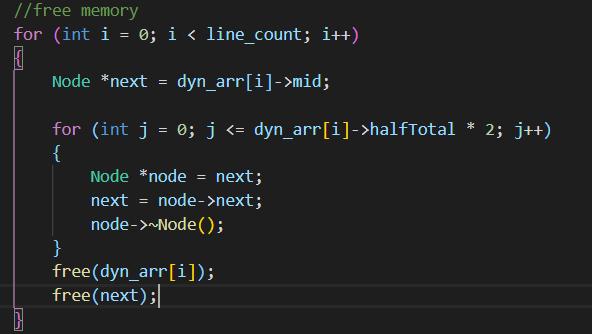 //free memory
for (int i = 0; i < line_count; i++)
{
    Node *next = dyn_arr[i]->mid;
    for (int j = 0; j <= dyn_arr[i]->halfTotal * 2; j++)
    {
        Node *node = next;
        next = node->next;
        node->~Node();
    }
    free(dyn_arr[i]);
    free(next);
}